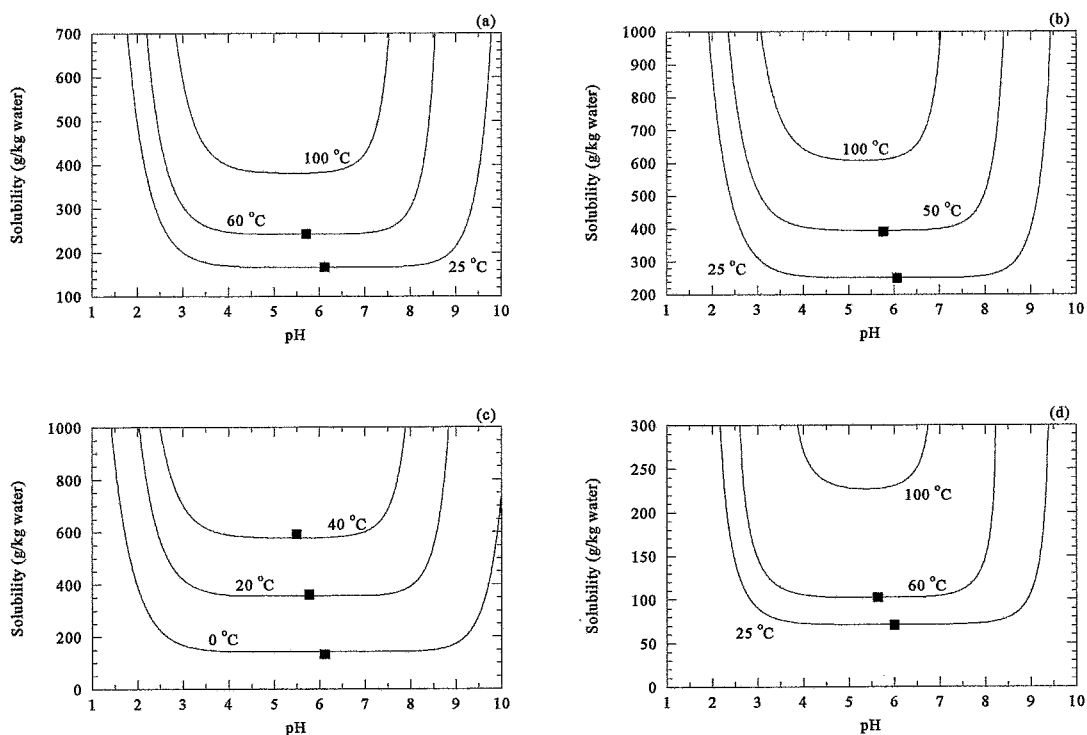 (a)
700
600
500
400
300
200
100
Solubility (g/kg water)
100 °C
60 °C
25 °C
1 2 3 4 5 6 7 8 9 10
pH
(b)
1000
900
800
700
600
500
400
300
200
Solubility (g/kg water)
100 °C
50 °C
25 °C
1 2 3 4 5 6 7 8 9 10
pH
(c)
1000
800
600
400
200
0
Solubility (g/kg water)
40 °C
20 °C
0 °C
1 2 3 4 5 6 7 8 9 10
pH
(d)
300
250
200
150
100
50
0
Solubility (g/kg water)
100 °C
60 °C
25 °C
1 2 3 4 5 6 7 8 9 10
pH